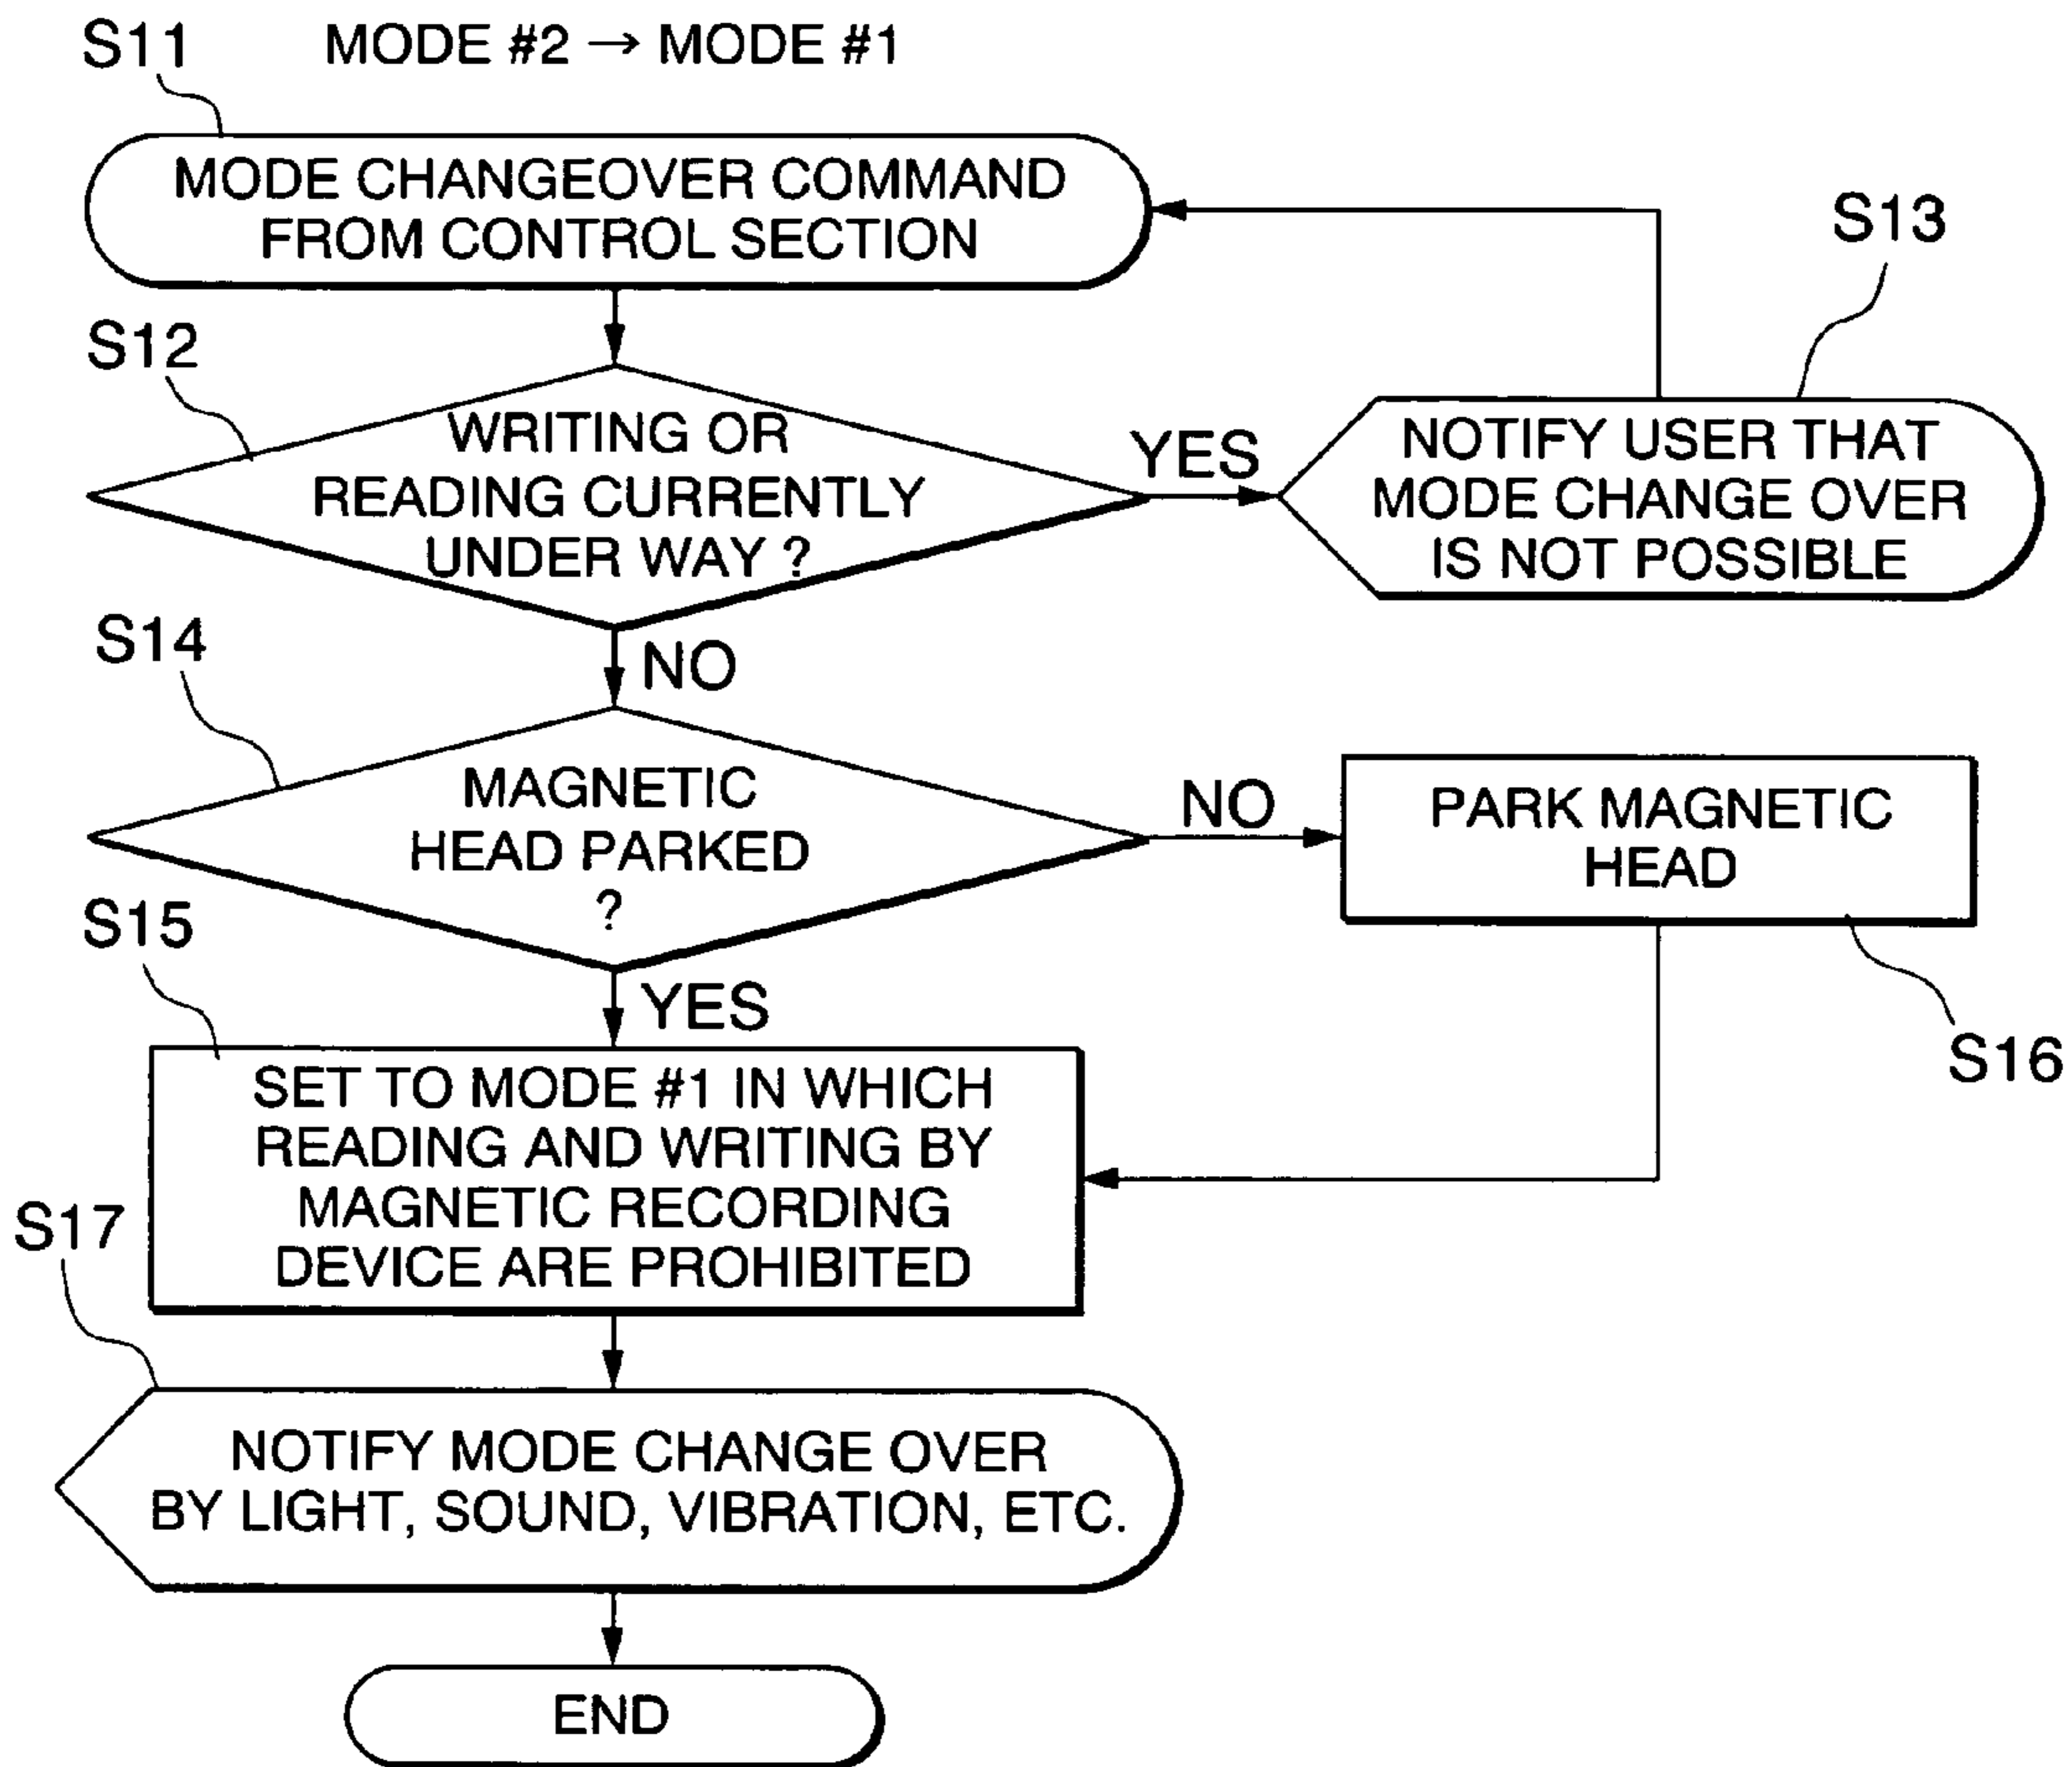 S11
MODE #2 → MODE #1
MODE CHANGEOVER COMMAND
FROM CONTROL SECTION
S12
WRITING OR
READING CURRENTLY
UNDER WAY ?
YES
S13
NOTIFY USER THAT
MODE CHANGE OVER
IS NOT POSSIBLE
NO
S14
MAGNETIC
HEAD PARKED
?
NO
PARK MAGNETIC
HEAD
S16
YES
S15
SET TO MODE #1 IN WHICH
READING AND WRITING BY
MAGNETIC RECORDING
DEVICE ARE PROHIBITED
S17
NOTIFY MODE CHANGE OVER
BY LIGHT, SOUND, VIBRATION, ETC.
END